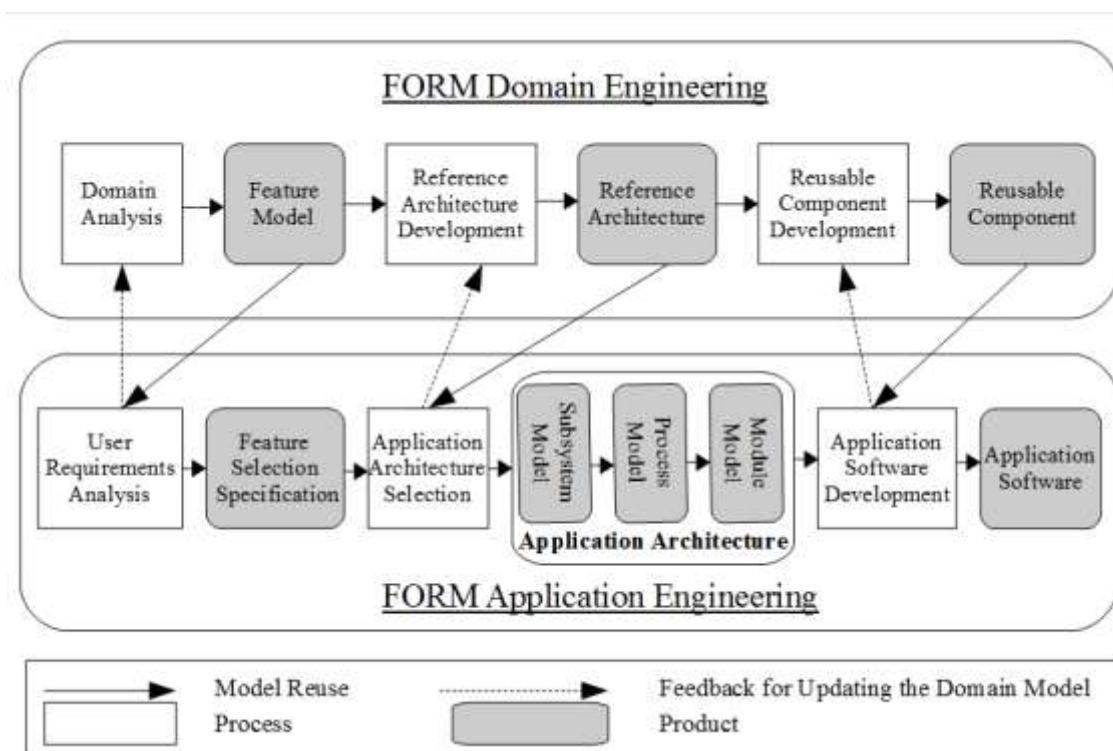 FORM Domain Engineering
Domain
Analysis
Feature
Model
Reference
Architecture
Development
Reference
Architecture
Reusable
Component
Development
Reusable
Component
User
Requirements
Analysis
Feature
Selection
Specification
Application
Architecture
Selection
Subsystem
Model
Process
Model
Module
Model
Application Architecture
Application
Software
Development
Application
Software
FORM Application Engineering
Model Reuse
Feedback for Updating the Domain Model
Process
Product